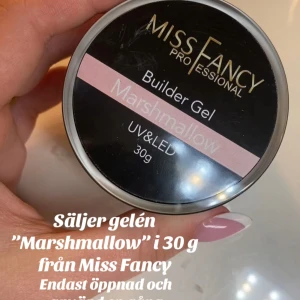 MISS FANCY
PROFESSIONAL
Builder Gel
Marshmallow
UV&LED
30g
Säljer gelén
”Marshmallow” i 30 g
från Miss Fancy
Endast öppnad och